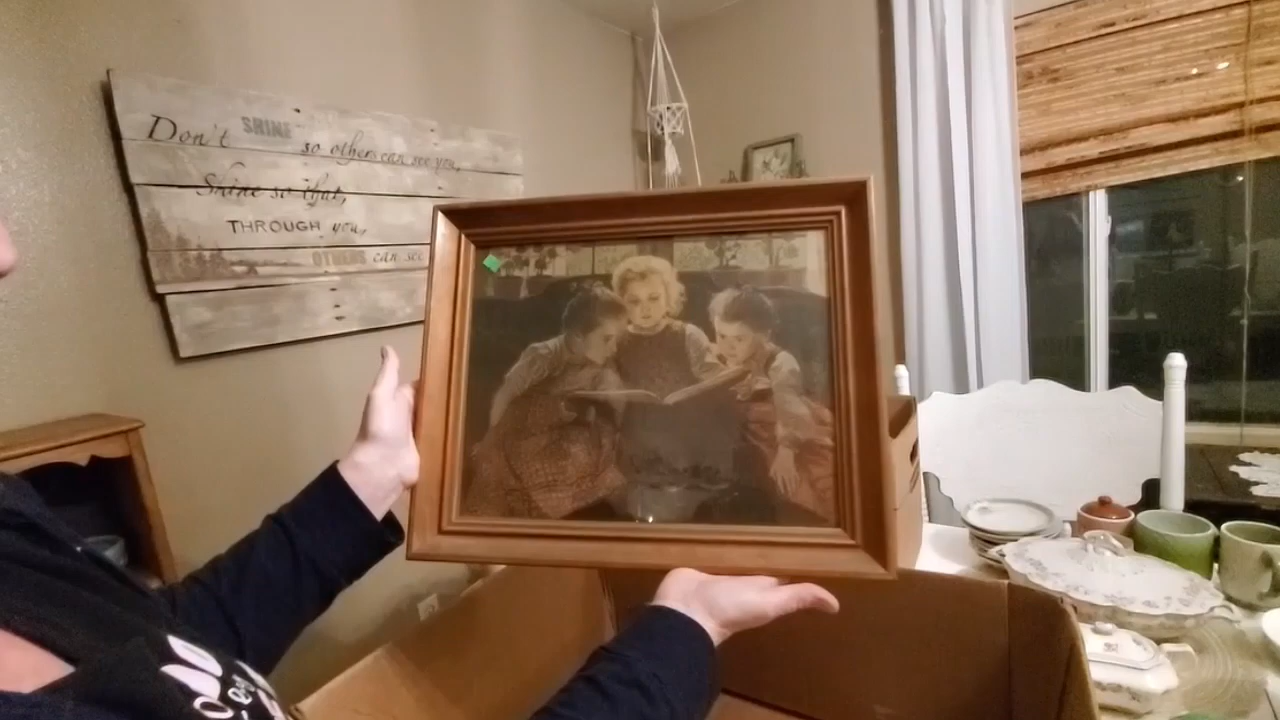 Don't SHINE so others can see you,
Shine so that,
THROUGH you,
OTHERS can see